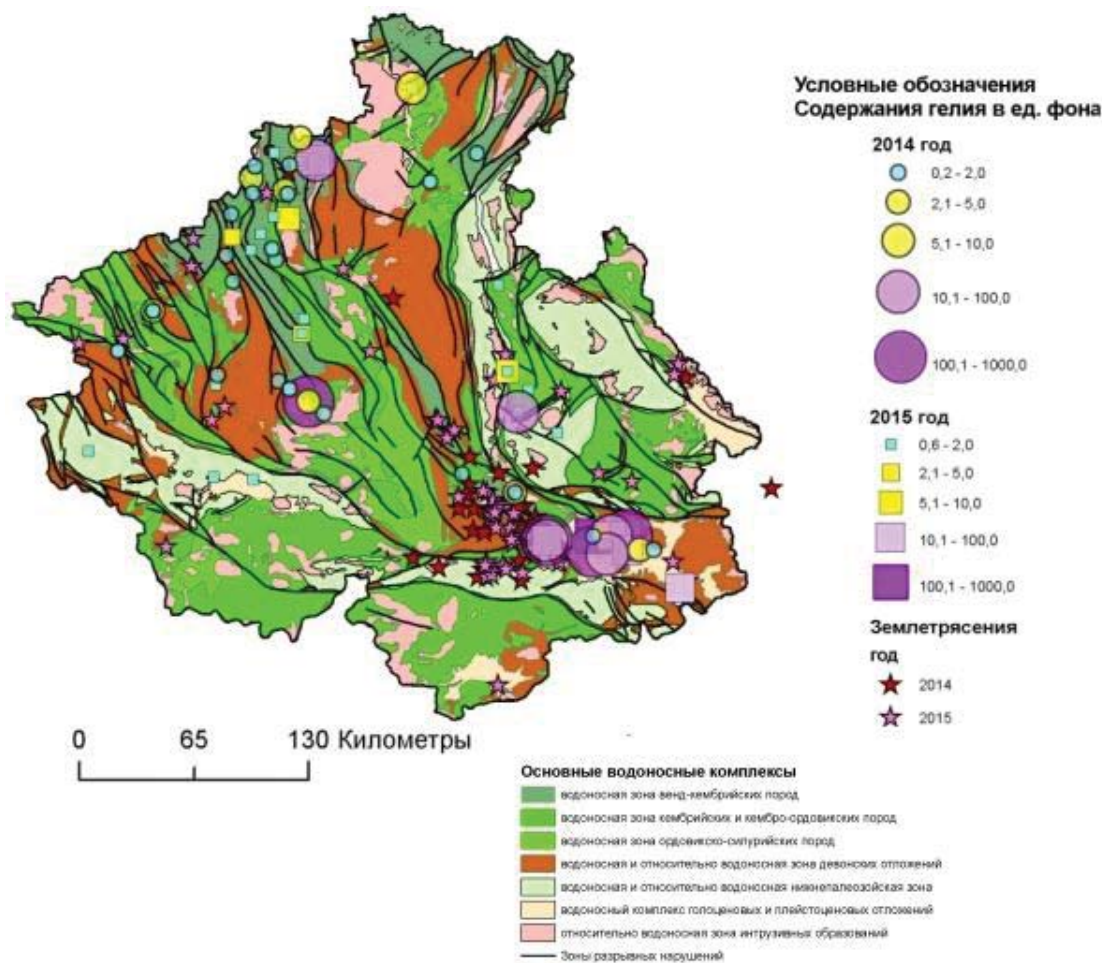 Условные обозначения
Содержания гелия в ед. фона
2014 год
0,2 - 2,0
2,1 - 5,0
5,1 - 10,0
10,1 - 100,0
100,1 - 1000,0
2015 год
0,6 - 2,0
2,1 - 5,0
5,1 - 10,0
10,1 - 100,0
100,1 - 1000,0
Землетрясения
год
2014
2015
0 65 130 Километры
Основные водоносные комплексы
водоносная зона венд-кембрийских пород
водоносная зона кембрийских и кембро-ордовикских пород
водоносная зона ордовикско-силурийских пород
водоносная и относительно водоносная зона девонских отложений
водоносная и относительно водоносная нижнепалеозойская зона
водоносный комплекс голоценовых и плейстоценовых отложений
относительно водоносная зона интрузивных образований
Зоны разрывных нарушений